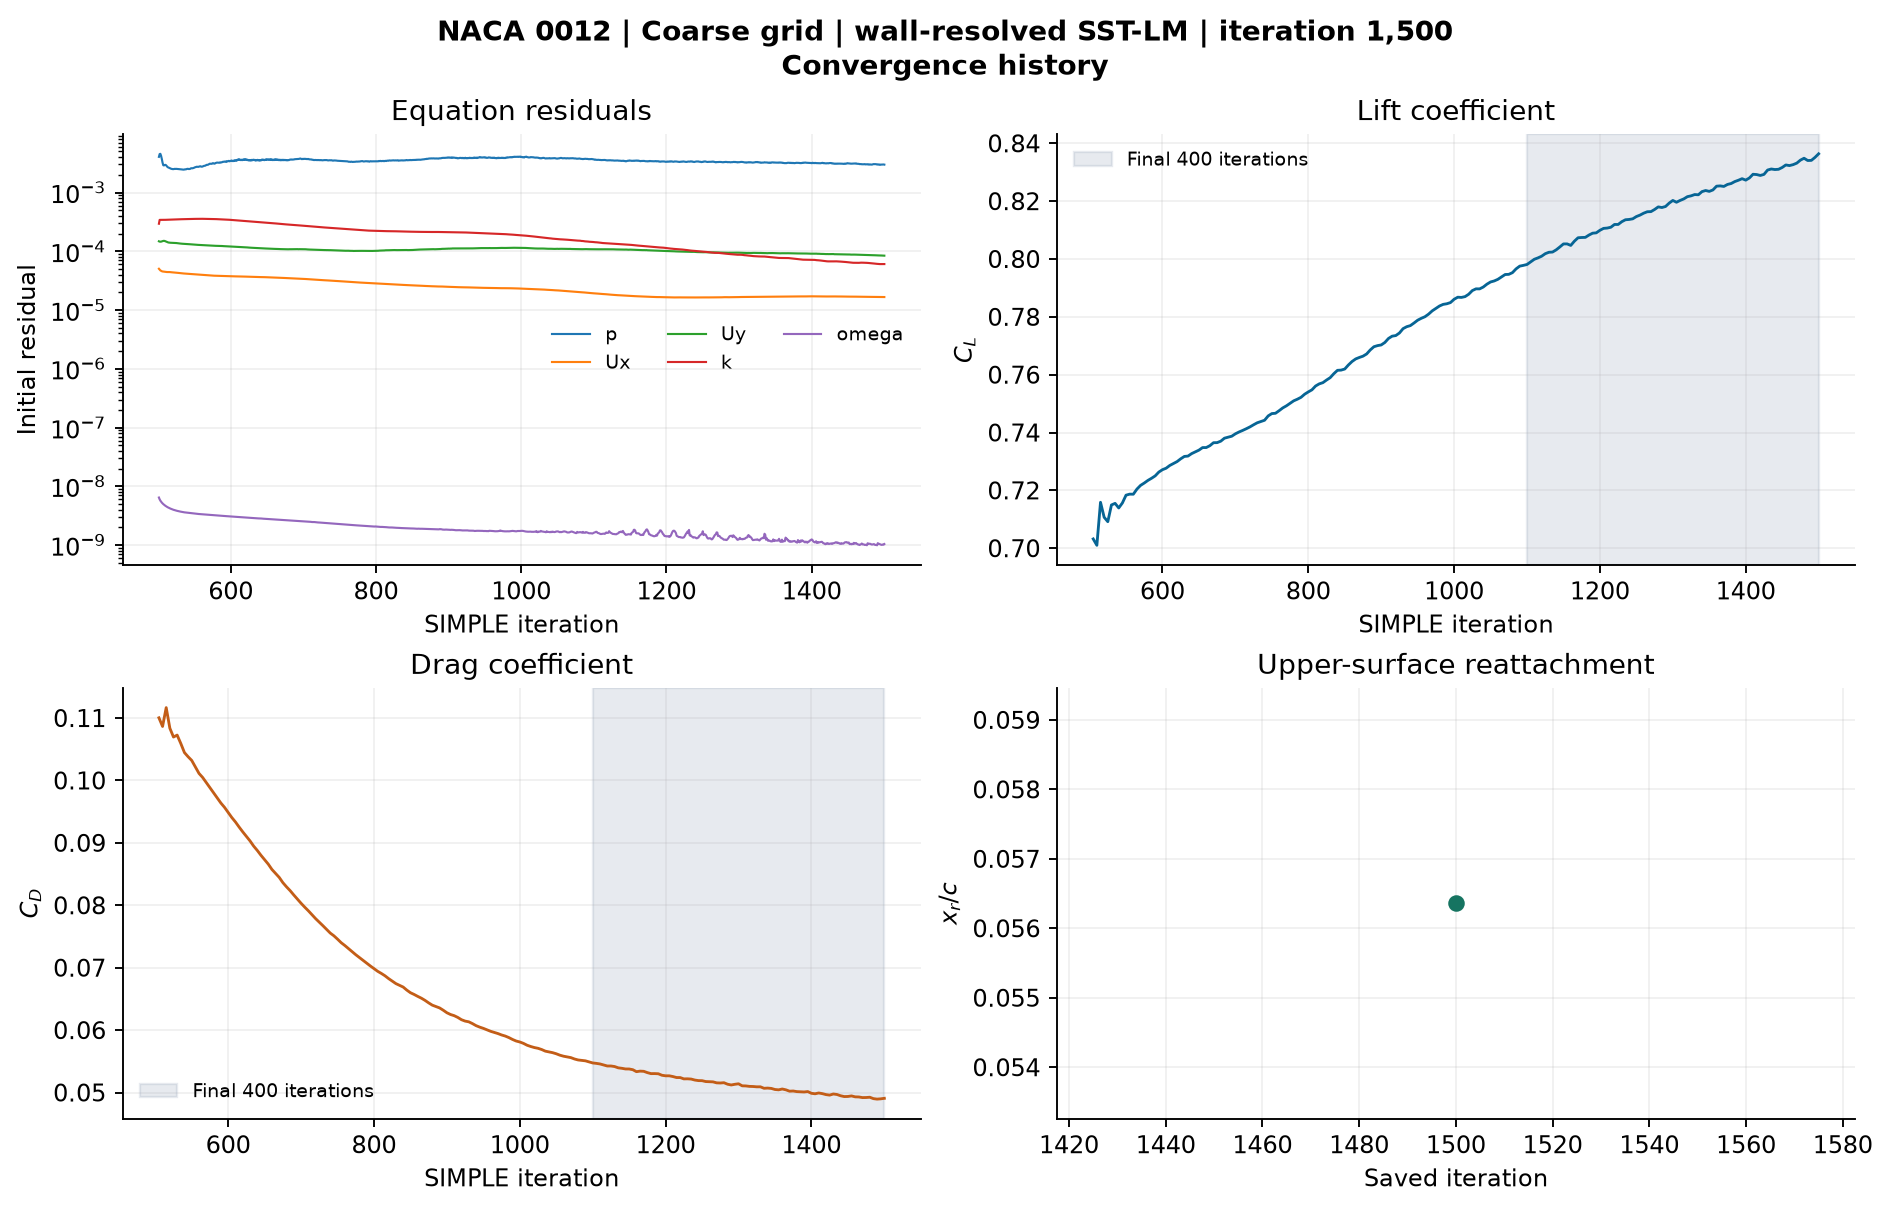 NACA 0012 | Coarse grid | wall-resolved SST-LM | iteration 1,500
Convergence history
Equation residuals
Initial residual
10⁻³
10⁻⁴
10⁻⁵
10⁻⁶
10⁻⁷
10⁻⁸
10⁻⁹
p
Ux
Uy
k
omega
600 800 1000 1200 1400
SIMPLE iteration
Lift coefficient
C_L
0.84
0.82
0.80
0.78
0.76
0.74
0.72
0.70
Final 400 iterations
600 800 1000 1200 1400
SIMPLE iteration
Drag coefficient
C_D
0.11
0.10
0.09
0.08
0.07
0.06
0.05
Final 400 iterations
600 800 1000 1200 1400
SIMPLE iteration
Upper-surface reattachment
x_r/c
0.059
0.058
0.057
0.056
0.055
0.054
1420 1440 1460 1480 1500 1520 1540 1560 1580
Saved iteration